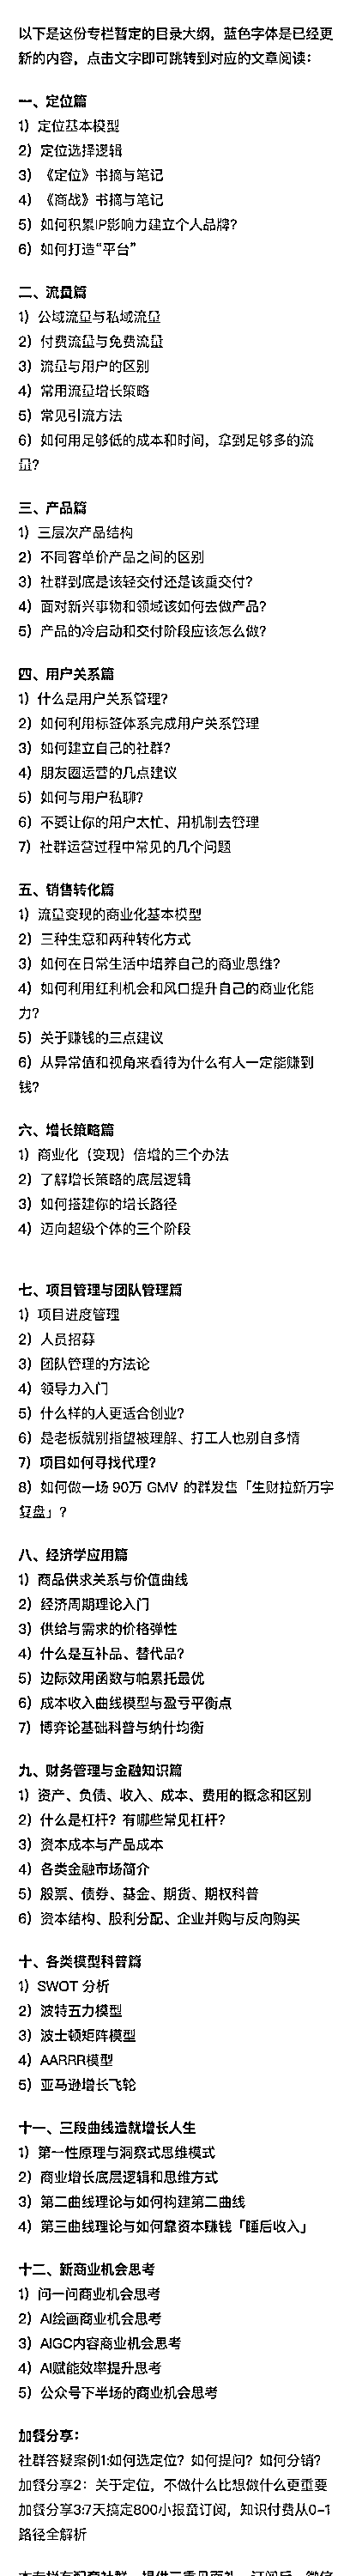 以下是这份专栏暂定的目录大纲，蓝色字体是已经更
新的内容，点击文字即可跳转到对应的文章阅读：
一、定位篇
1）定位基本模型
2）定位选择逻辑
3）《定位》书摘与笔记
4）《商战》书摘与笔记
5）如何积累IP影响力建立个人品牌？
6）如何打造“平台”
二、流量篇
1）公域流量与私域流量
2）付费流量与免费流量
3）流量与用户的区别
4）常用流量增长策略
5）常见引流方法
6）如何用足够低的成本和时间，拿到足够多的流
量？
三、产品篇
1）三层次产品结构
2）不同客单价产品之间的区别
3）社群到底是该轻交付还是该重交付？
4）面对新兴事物和领域该如何去做产品？
5）产品的冷启动和交付阶段应该怎么做？
四、用户关系篇
1）什么是用户关系管理？
2）如何利用标签体系完成用户关系管理
3）如何建立自己的社群？
4）朋友圈运营的几点建议
5）如何与用户私聊？
6）不要让你的用户太忙、用机制去管理
7）社群运营过程中常见的几个问题
五、销售转化篇
1）流量变现的商业化基本模型
2）三种生意和两种转化方式
3）如何在日常生活中培养自己的商业思维？
4）如何利用红利机会和风口提升自己的商业化能
力？
5）关于赚钱的三点建议
6）从异常值和视角来看待为什么有人一定能赚到
钱？
六、增长策略篇
1）商业化（变现）倍增的三个办法
2）了解增长策略的底层逻辑
3）如何搭建你的增长路径
4）迈向超级个体的三个阶段
七、项目管理与团队管理篇
1）项目进度管理
2）人员招募
3）团队管理的方法论
4）领导力入门
5）什么样的人更适合创业？
6）是老板就别指望被理解、打工人也别自多情
7）项目如何寻找代理？
8）如何做一场 90万 GMV 的群发售「生财拉新万字
复盘」？
八、经济学应用篇
1）商品供求关系与价值曲线
2）经济周期理论入门
3）供给与需求的价格弹性
4）什么是互补品、替代品？
5）边际效用函数与帕累托最优
6）成本收入曲线模型与盈亏平衡点
7）博弈论基础科普与纳什均衡
九、财务管理与金融知识篇
1）资产、负债、收入、成本、费用的概念和区别
2）什么是杠杆？有哪些常见杠杆？
3）资本成本与产品成本
4）各类金融市场简介
5）股票、债券、基金、期货、期权科普
6）资本结构、股利分配、企业并购与反向购买
十、各类模型科普篇
1）SWOT 分析
2）波特五力模型
3）波士顿矩阵模型
4）AARRR模型
5）亚马逊增长飞轮
十一、三段曲线造就增长人生
1）第一性原理与洞察式思维模式
2）商业增长底层逻辑和思维方式
3）第二曲线理论与如何构建第二曲线
4）第三曲线理论与如何靠资本赚钱「睡后收入」
十二、新商业机会思考
1）问一问商业机会思考
2）AI绘画商业机会思考
3）AIGC内容商业机会思考
4）AI赋能效率提升思考
5）公众号下半场的商业机会思考
加餐分享：
社群答疑案例1:如何选定位？如何提问？如何分销？
加餐分享2：关于定位，不做什么比想做什么更重要
加餐分享3:7天搞定800小报童订阅，知识付费从0-1
路径全解析